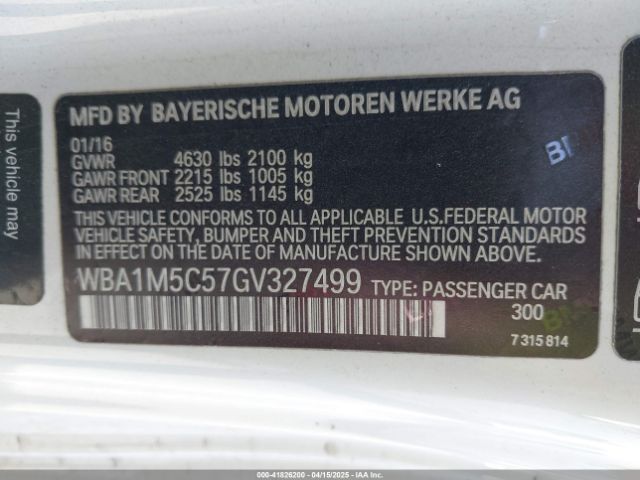 This vehicle may
MFD BY BAYERISCHE MOTOREN WERKE AG
01/16
GVWR 4630 lbs 2100 kg
GAWR FRONT 2215 lbs 1005 kg
GAWR REAR 2525 lbs 1145 kg
THIS VEHICLE CONFORMS TO ALL APPLICABLE U.S.FEDERAL MOTOR
VEHICLE SAFETY, BUMPER AND THEFT PREVENTION STANDARDS
IN EFFECT ON THE DATE OF MANUFACTURE SHOWN ABOVE.
WBA1M5C57GV327499 TYPE: PASSENGER CAR
300
7 315 814
000-41826200 - 04/15/2025 - IAA Inc.